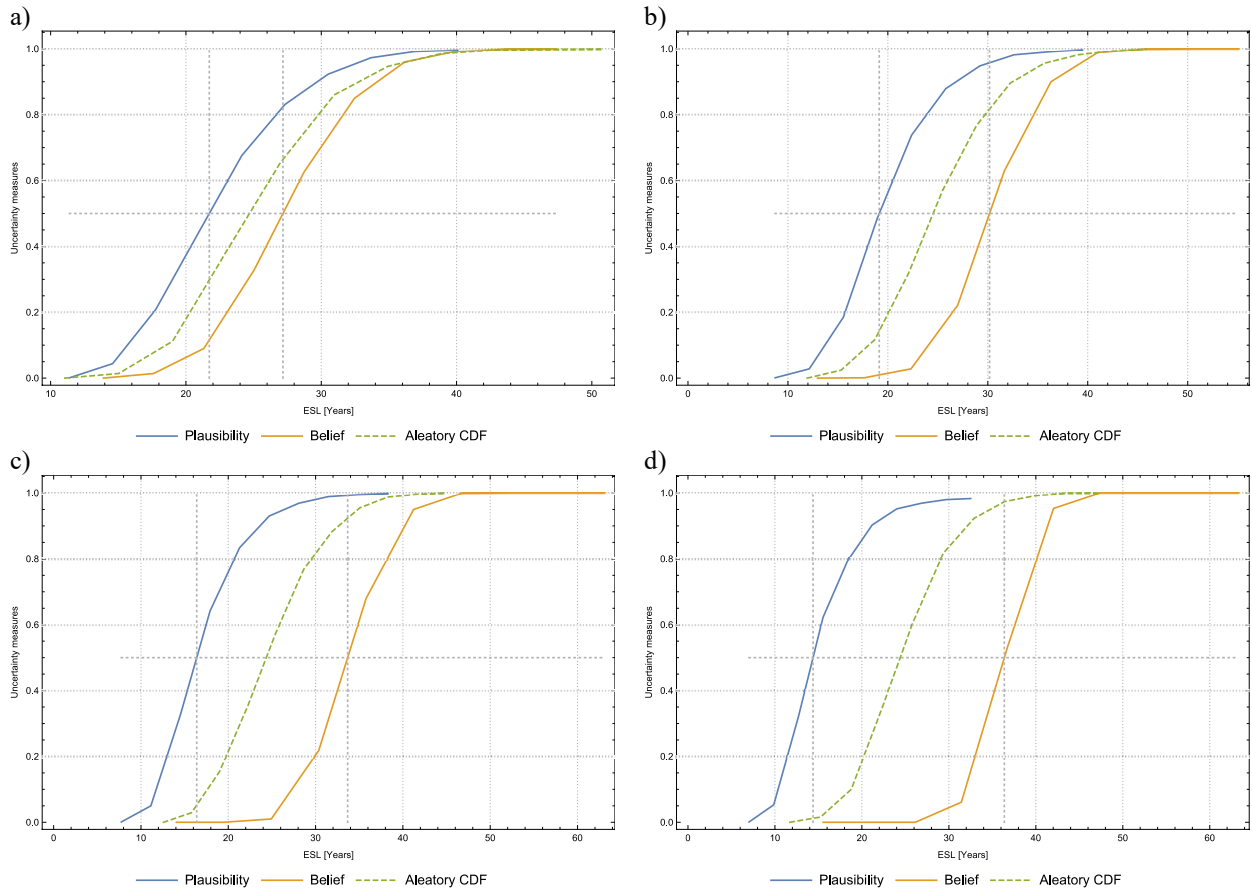 a)
Uncertainty measures
1.0
0.8
0.6
0.4
0.2
0.0
10 20 30 40 50
ESL [Years]
Plausibility Belief Aleatory CDF
b)
Uncertainty measures
1.0
0.8
0.6
0.4
0.2
0.0
0 10 20 30 40 50
ESL [Years]
Plausibility Belief Aleatory CDF
c)
Uncertainty measures
1.0
0.8
0.6
0.4
0.2
0.0
0 10 20 30 40 50 60
ESL [Years]
Plausibility Belief Aleatory CDF
d)
Uncertainty measures
1.0
0.8
0.6
0.4
0.2
0.0
0 10 20 30 40 50 60
ESL [Years]
Plausibility Belief Aleatory CDF